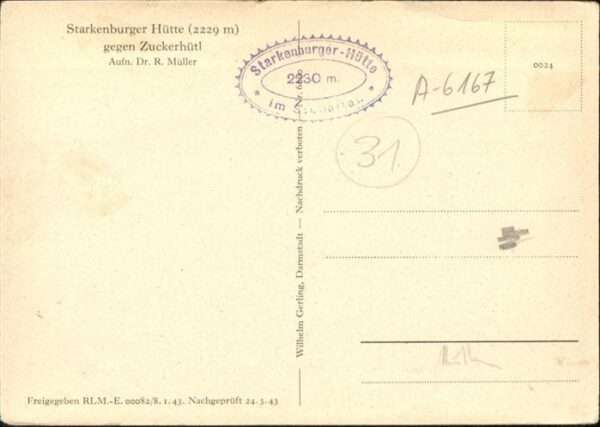 Starkenburger Hütte (2229 m)
gegen Zuckerhütl
Aufn. Dr. R. Müller
Starkenburger-Hütte
2230 m.
im
A-6167
0024
31
Wilhelm Gerling, Darmstadt — Nachdruck verboten
Freigegeben RLM.-E. 00082/8. 1. 43. Nachgeprüft 24. 3. 43